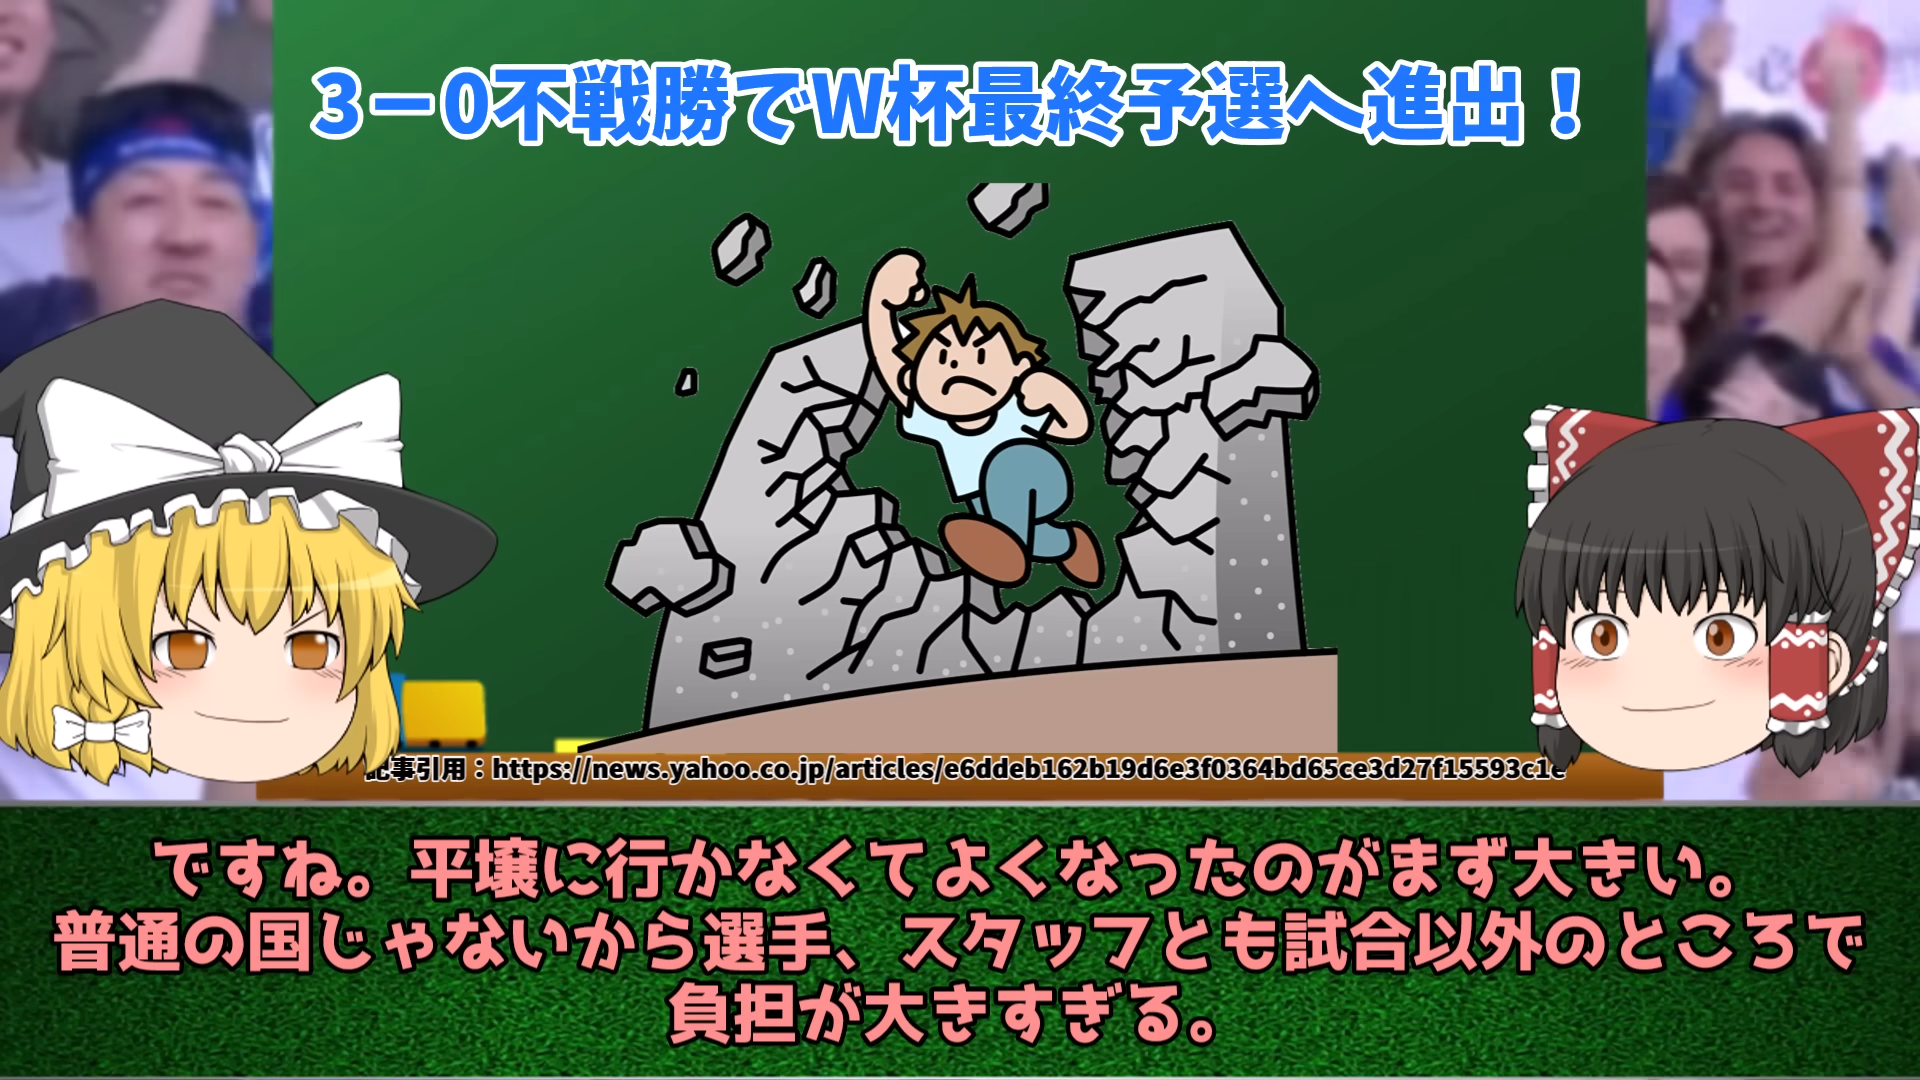 3－0不戦勝でW杯最終予選へ進出！
記事引用：https://news.yahoo.co.jp/articles/e6ddeb162b19d6e3f0364bd65ce3d27f15593c1e
ですね。平壌に行かなくてよくなったのがまず大きい。
普通の国じゃないから選手、スタッフとも試合以外のところで
負担が大きすぎる。